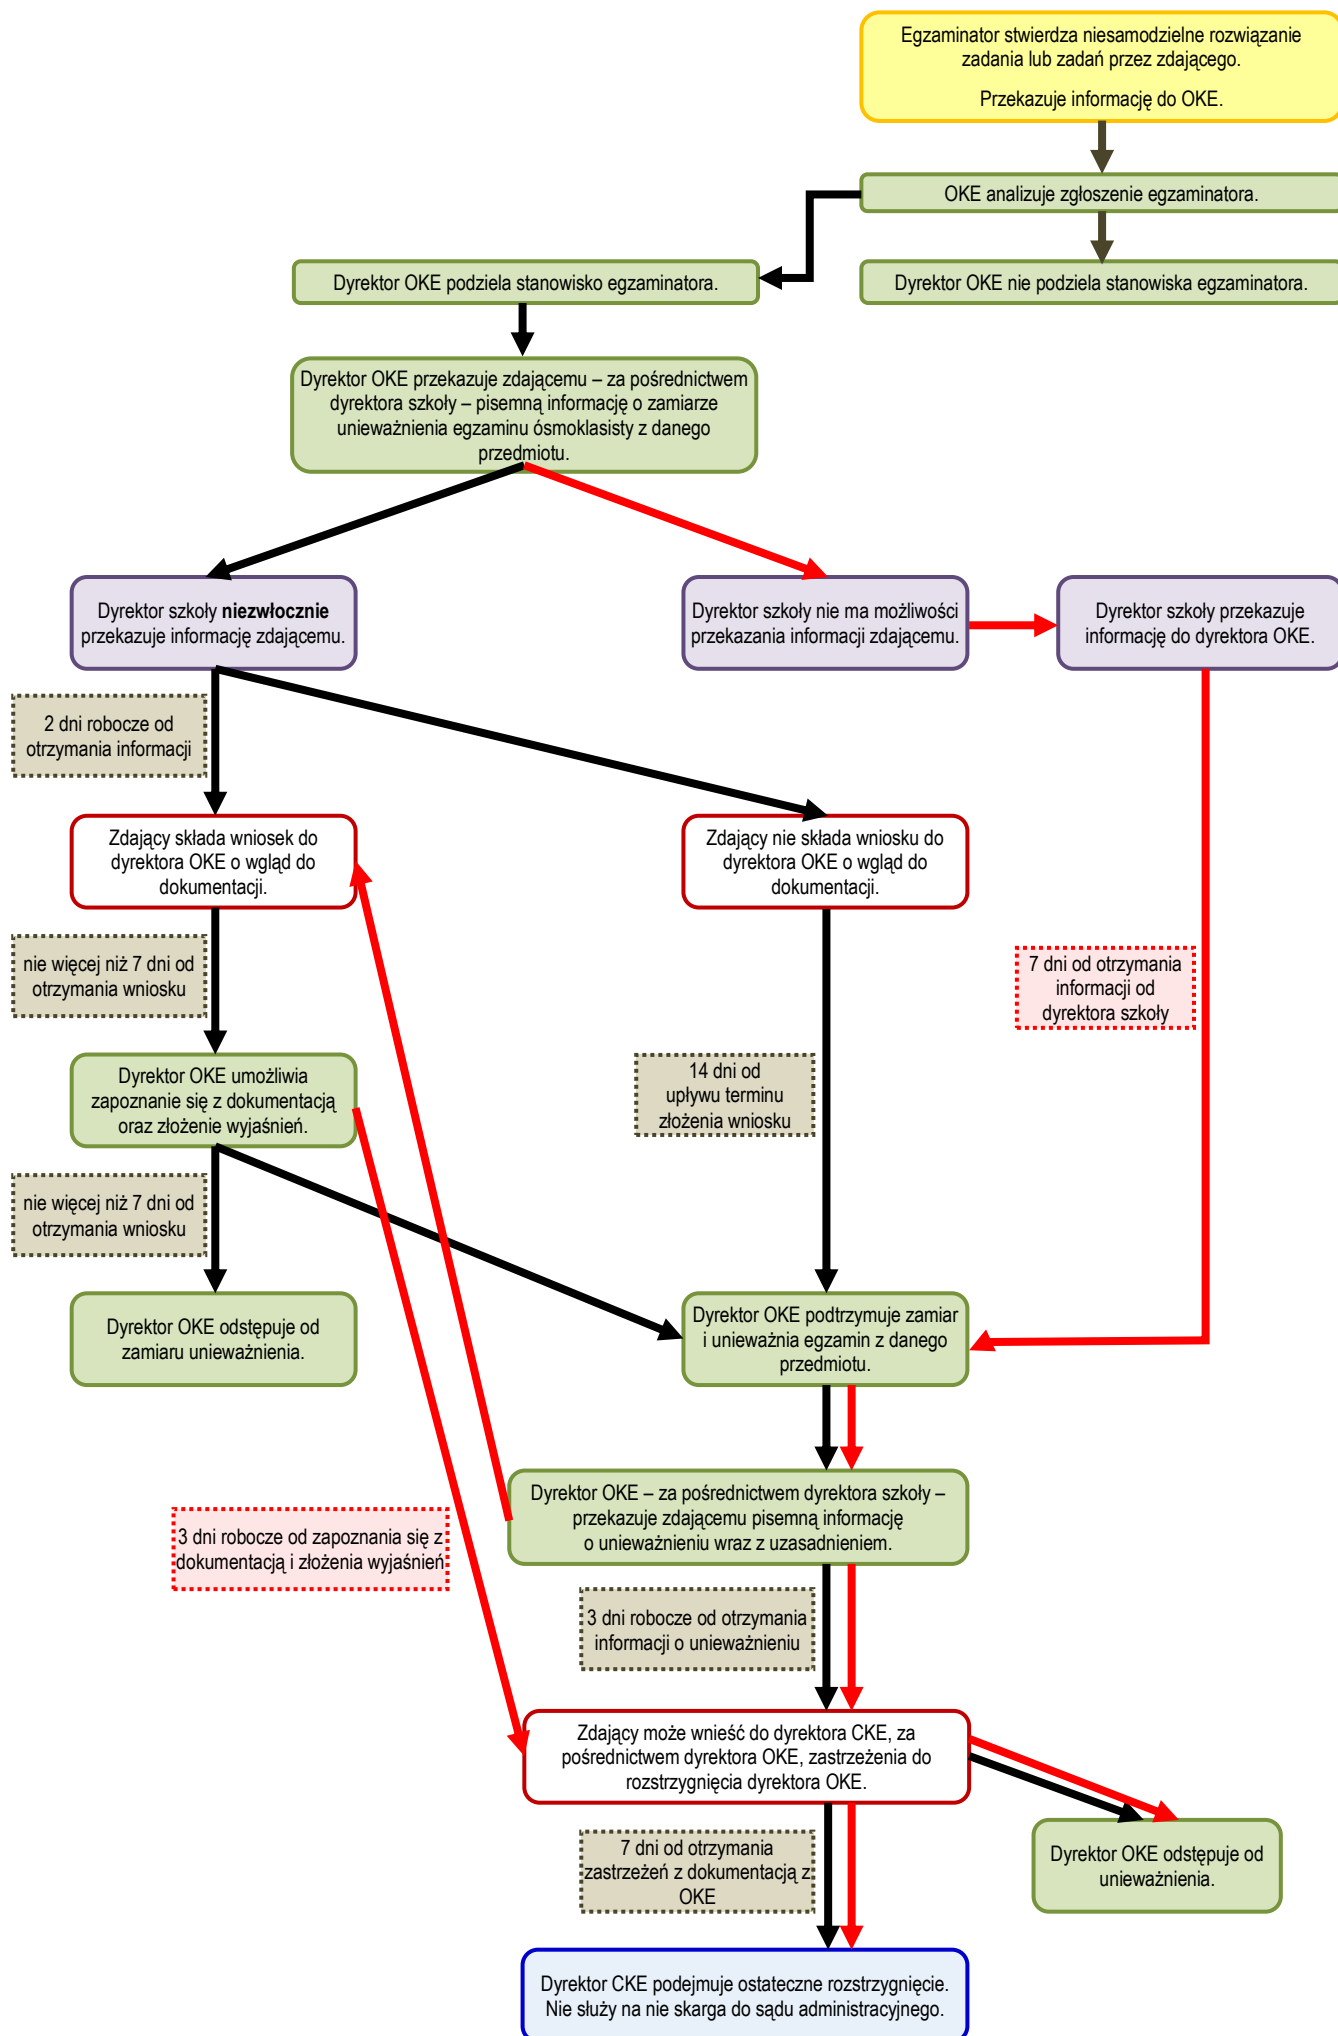 Egzaminator stwierdza niesamodzielne rozwiązanie
zadania lub zadań przez zdającego.
Przekazuje informację do OKE.
OKE analizuje zgłoszenie egzaminatora.
Dyrektor OKE podziela stanowisko egzaminatora.
Dyrektor OKE nie podziela stanowiska egzaminatora.
Dyrektor OKE przekazuje zdającemu – za pośrednictwem
dyrektora szkoły – pisemną informację o zamiarze
unieważnienia egzaminu ósmoklasisty z danego
przedmiotu.
Dyrektor szkoły niezwłocznie
przekazuje informację zdającemu.
Dyrektor szkoły nie ma możliwości
przekazania informacji zdającemu.
Dyrektor szkoły przekazuje
informację do dyrektora OKE.
2 dni robocze od
otrzymania informacji
Zdający składa wniosek do
dyrektora OKE o wgląd do
dokumentacji.
Zdający nie składa wniosku do
dyrektora OKE o wgląd do
dokumentacji.
nie więcej niż 7 dni od
otrzymania wniosku
7 dni od otrzymania
informacji od
dyrektora szkoły
Dyrektor OKE umożliwia
zapoznanie się z dokumentacją
oraz złożenie wyjaśnień.
14 dni od
upływu terminu
złożenia wniosku
nie więcej niż 7 dni od
otrzymania wniosku
Dyrektor OKE odstępuje od
zamiaru unieważnienia.
Dyrektor OKE podtrzymuje zamiar
i unieważnia egzamin z danego
przedmiotu.
Dyrektor OKE – za pośrednictwem dyrektora szkoły –
przekazuje zdającemu pisemną informację
o unieważnieniu wraz z uzasadnieniem.
3 dni robocze od zapoznania się z
dokumentacją i złożenia wyjaśnień
3 dni robocze od otrzymania
informacji o unieważnieniu
Zdający może wnieść do dyrektora CKE, za
pośrednictwem dyrektora OKE, zastrzeżenia do
rozstrzygnięcia dyrektora OKE.
7 dni od otrzymania
zastrzeżeń z dokumentacją z
OKE
Dyrektor OKE odstępuje od
unieważnienia.
Dyrektor CKE podejmuje ostateczne rozstrzygnięcie.
Nie służy na nie skarga do sądu administracyjnego.